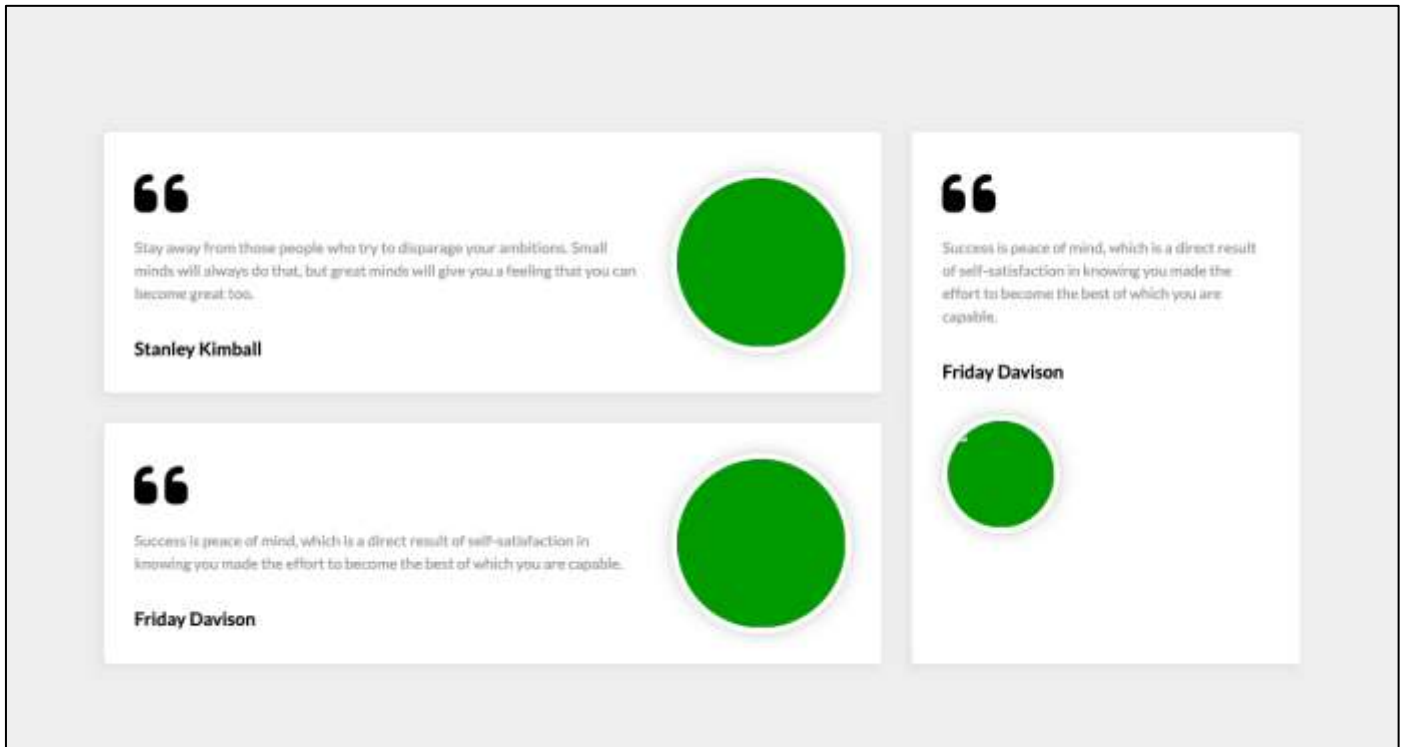 ❝
Stay away from those people who try to disparage your ambitions. Small
minds will always do that, but great minds will give you a feeling that you can
become great too.
Stanley Kimball
❝
Success is peace of mind, which is a direct result of self-satisfaction in
knowing you made the effort to become the best of which you are capable.
Friday Davison
❝
Success is peace of mind, which is a direct result
of self-satisfaction in knowing you made the
effort to become the best of which you are
capable.
Friday Davison